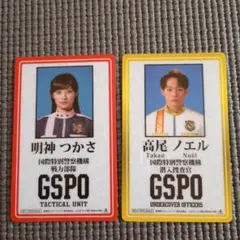 明神 つかさ
国際特別警察機構
戦力部隊
GSPO
TACTICAL UNIT
高尾 ノエル
Takao Noël
国際特別警察機構
潜入捜査官
GSPO
UNDERCOVER OFFICERS